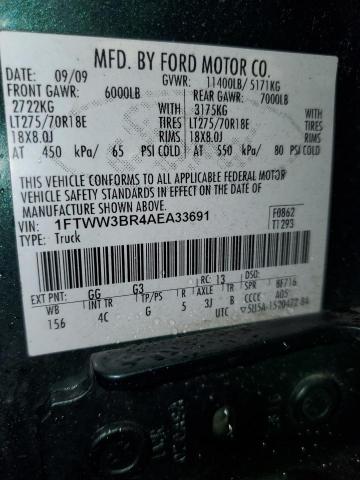 MFD. BY FORD MOTOR CO.
DATE: 09/09 GVWR: 11400LB/ 5171KG
FRONT GAWR: 6000LB REAR GAWR: 7000LB
2722KG WITH 3175KG WITH
LT275/70R18E TIRES LT275/70R18E TIRES
18X8.0J RIMS 18X8.0J RIMS
AT 450 kPa/ 65 PSI COLD AT 550 kPa/ 80 PSI COLD
THIS VEHICLE CONFORMS TO ALL APPLICABLE FEDERAL MOTOR
VEHICLE SAFETY STANDARDS IN EFFECT ON THE DATE OF
MANUFACTURE SHOWN ABOVE.
VIN: 1FTWW3BR4AEA33691 F0862
TYPE: Truck T1293
EXT PNT: GG G3 RC: 13 DSO:
WB INT TR TP/PS R AXLE TR SPR BF716
156 4C G 5 3J B CCCC A05
UTC